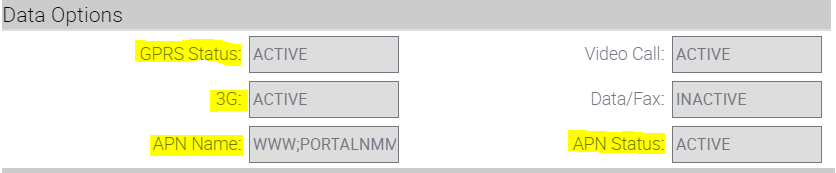 Data Options
GPRS Status: ACTIVE Video Call: ACTIVE
3G: ACTIVE Data/Fax: INACTIVE
APN Name: WWW;PORTALNMM APN Status: ACTIVE